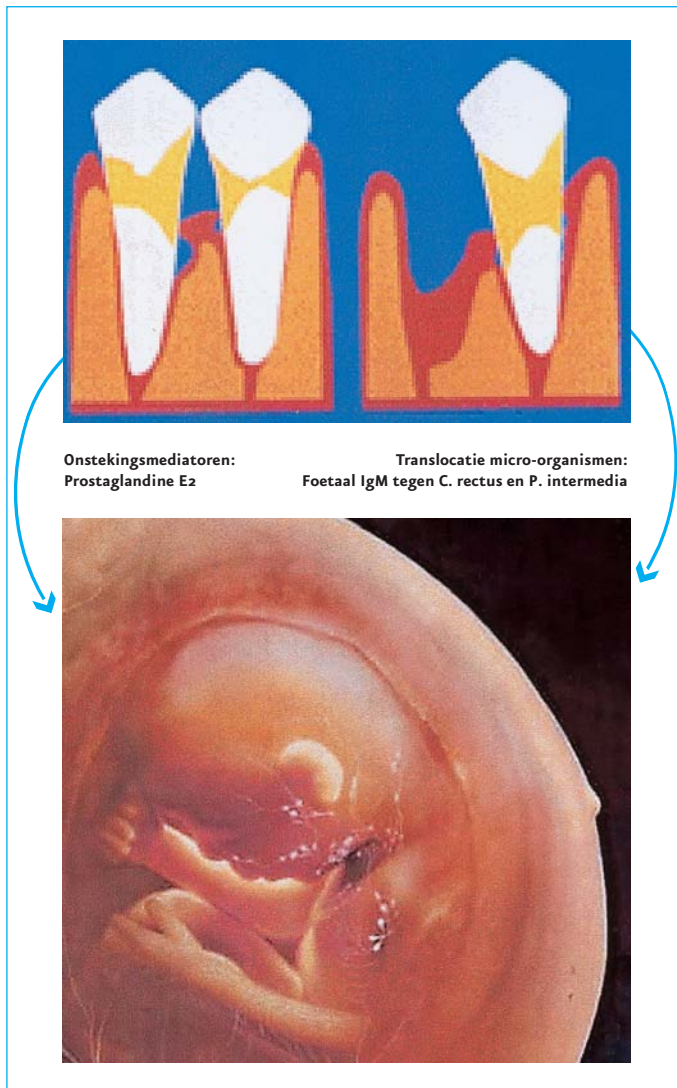 Onstekingsmediatoren:
Prostaglandine E2
Translocatie micro-organismen:
Foetaal IgM tegen C. rectus en P. intermedia